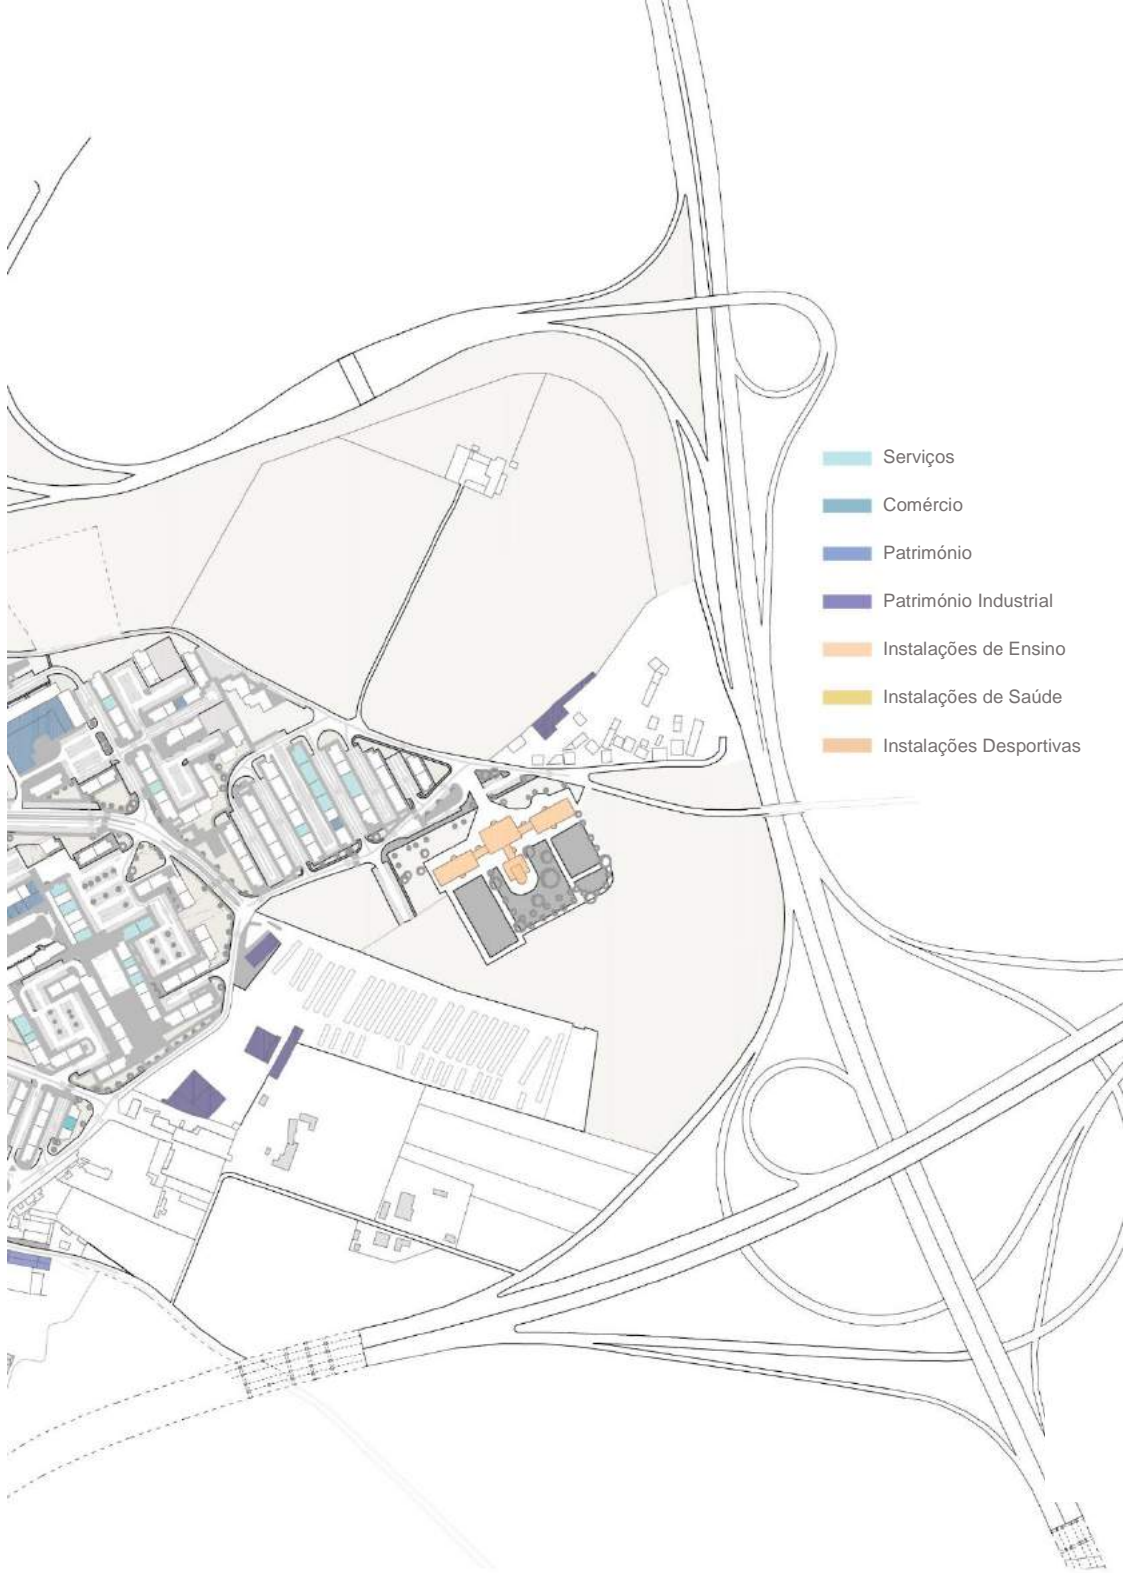 Serviços
Comércio
Património
Património Industrial
Instalações de Ensino
Instalações de Saúde
Instalações Desportivas